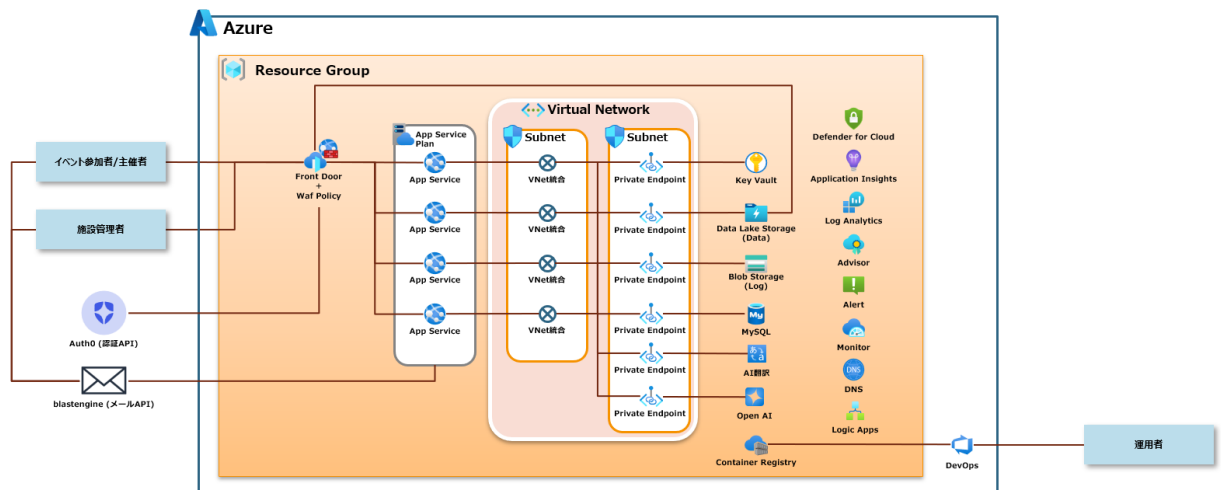 Azure
Resource Group
Virtual Network
App Service
Plan
Subnet
Subnet
Defender for Cloud
イベント参加者/主催者
Front Door
+
Waf Policy
App Service
VNet統合
Private Endpoint
Key Vault
Application Insights
施設管理者
App Service
VNet統合
Private Endpoint
Data Lake Storage
(Data)
Log Analytics
Advisor
App Service
VNet統合
Private Endpoint
Blob Storage
(Log)
Alert
Auth0 (認証API)
App Service
VNet統合
Private Endpoint
My
MySQL
Monitor
Private Endpoint
あ
a
AI翻訳
DNS
DNS
blastengine (メールAPI)
Private Endpoint
Open AI
Logic Apps
Container Registry
DevOps
運用者